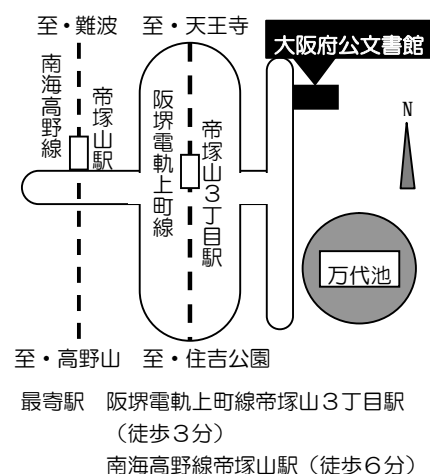 至・難波
至・天王寺
大阪府公文書館
南海高野線
帝塚山駅
阪堺電軌上町線
帝塚山３丁目駅
N
万代池
至・高野山
至・住吉公園
最寄駅　阪堺電軌上町線帝塚山３丁目駅
（徒歩３分）
南海高野線帝塚山駅（徒歩６分）